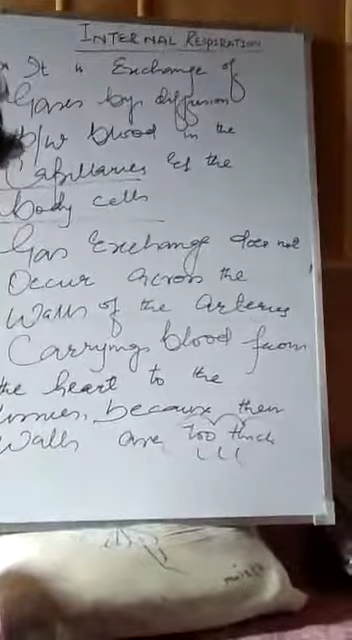 INTERNAL RESPIRATION
It is Exchange of
Gases by diffusion
b/w blood in the
Capillaries & the
body cells
Gas Exchange does not
Occur across the
Walls of the arteries
Carrying blood from
the heart to the
tissues, because their
walls are too thick